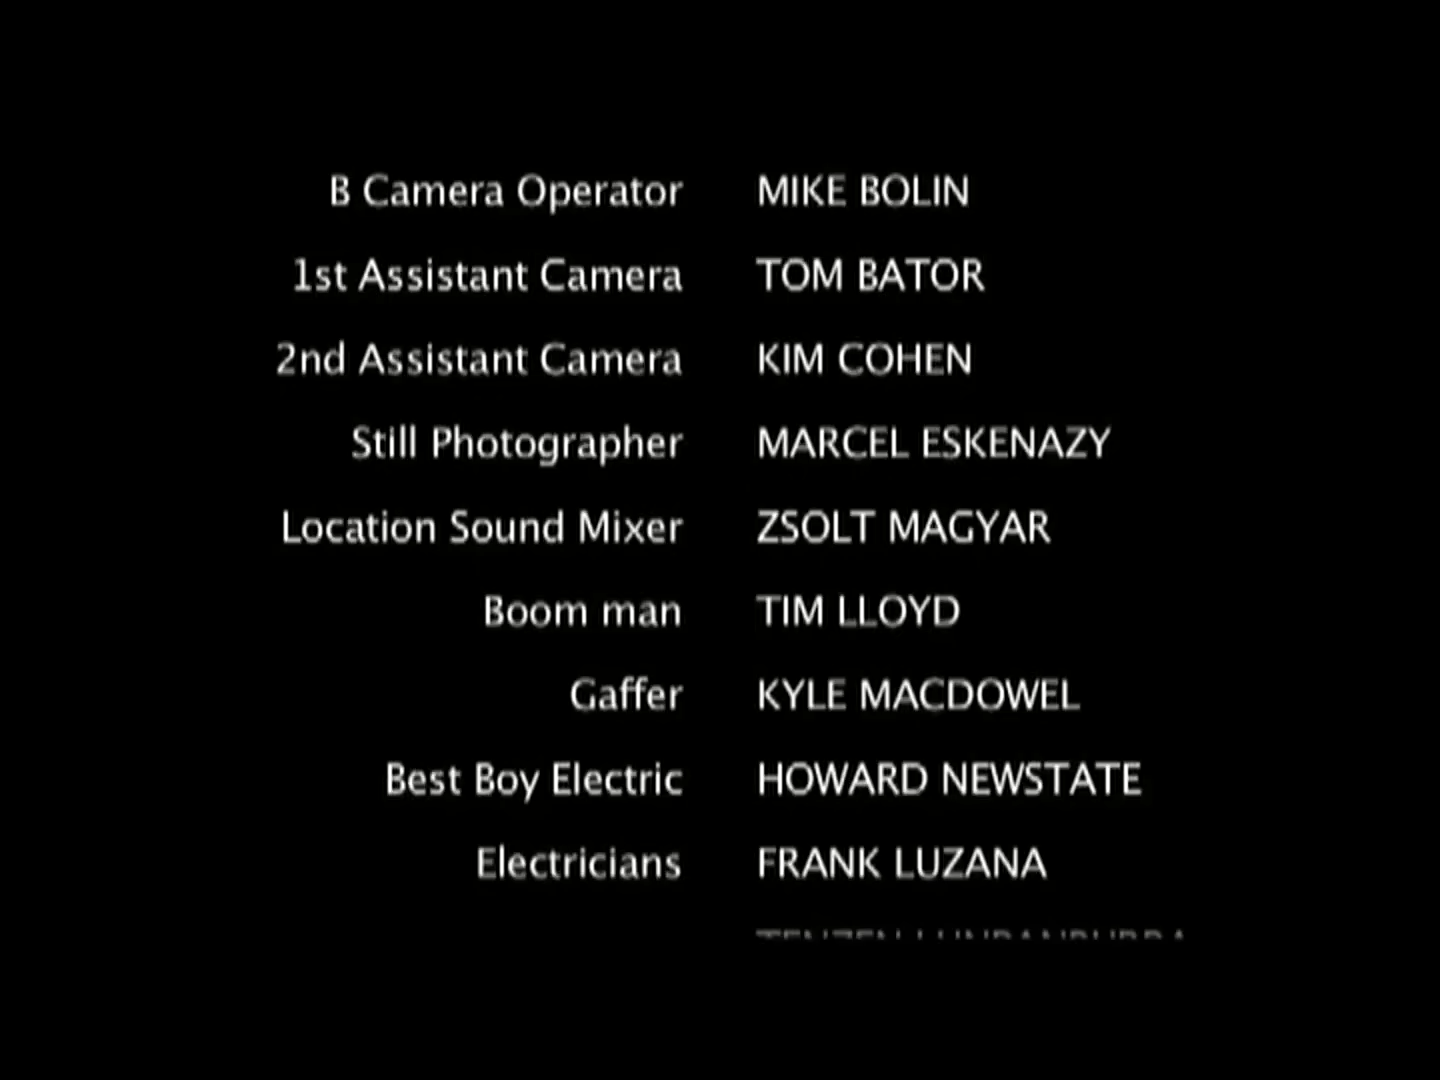 B Camera Operator MIKE BOLIN
1st Assistant Camera TOM BATOR
2nd Assistant Camera KIM COHEN
Still Photographer MARCEL ESKENAZY
Location Sound Mixer ZSOLT MAGYAR
Boom man TIM LLOYD
Gaffer KYLE MACDOWEL
Best Boy Electric HOWARD NEWSTATE
Electricians FRANK LUZANA